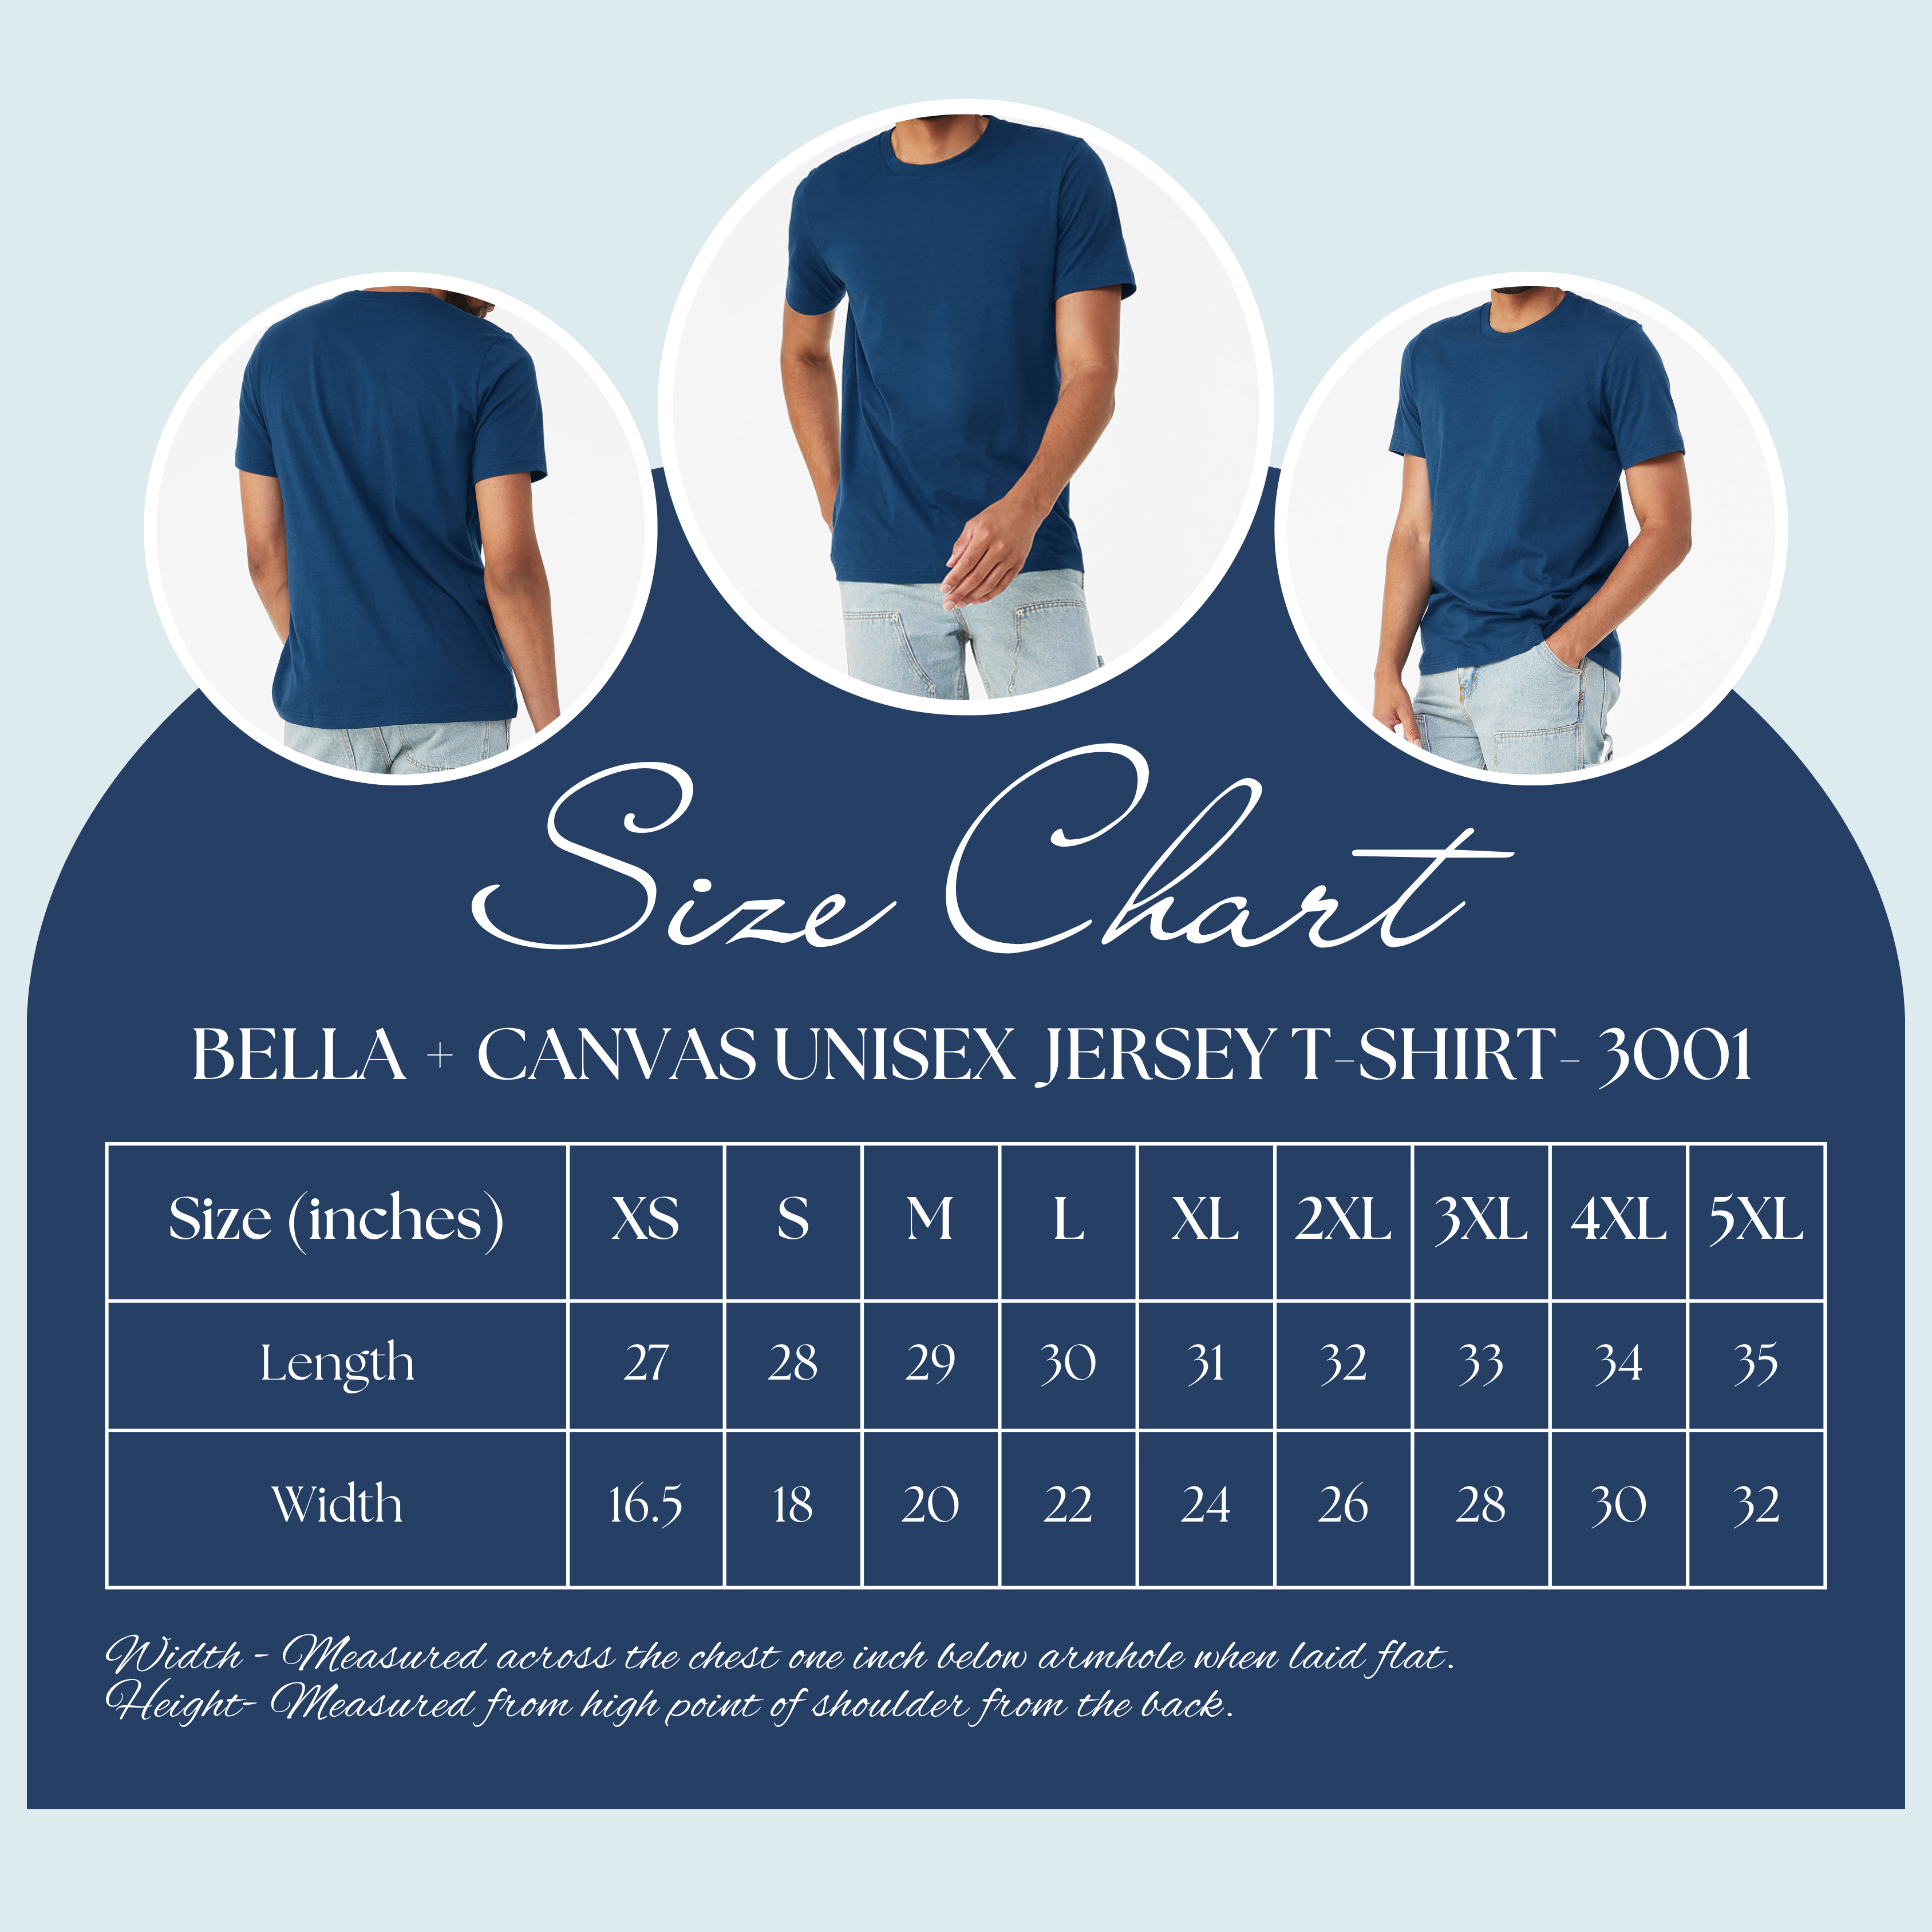 Size Chart
BELLA + CANVAS UNISEX JERSEY T-SHIRT- 3001
Size (inches) XS S M L XL 2XL 3XL 4XL 5XL
Length 27 28 29 30 31 32 33 34 35
Width 16.5 18 20 22 24 26 28 30 32
Width - Measured across the chest one inch below armhole when laid flat.
Height- Measured from high point of shoulder from the back.